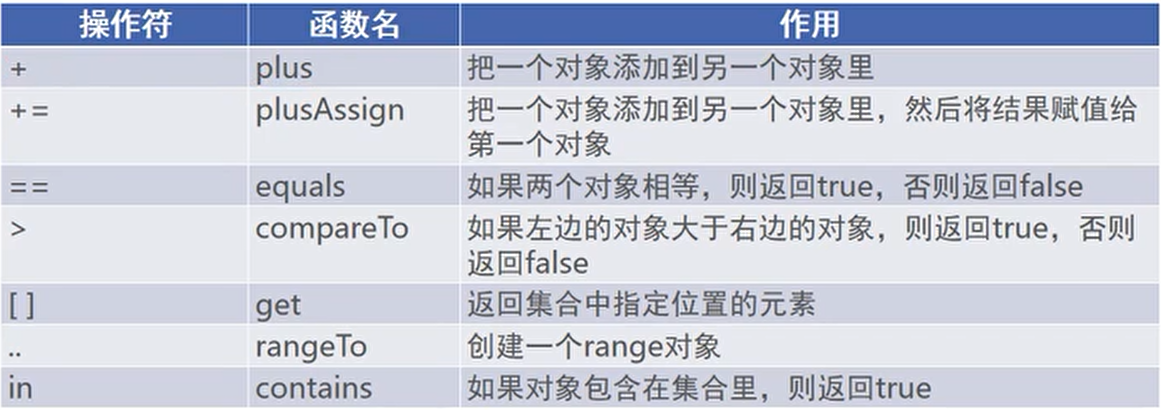 操作符 函数名 作用
+ plus 把一个对象添加到另一个对象里
+= plusAssign 把一个对象添加到另一个对象里，然后将结果赋值给
第一个对象
== equals 如果两个对象相等，则返回true，否则返回false
> compareTo 如果左边的对象大于右边的对象，则返回true，否则
返回false
[ ] get 返回集合中指定位置的元素
.. rangeTo 创建一个range对象
in contains 如果对象包含在集合里，则返回true